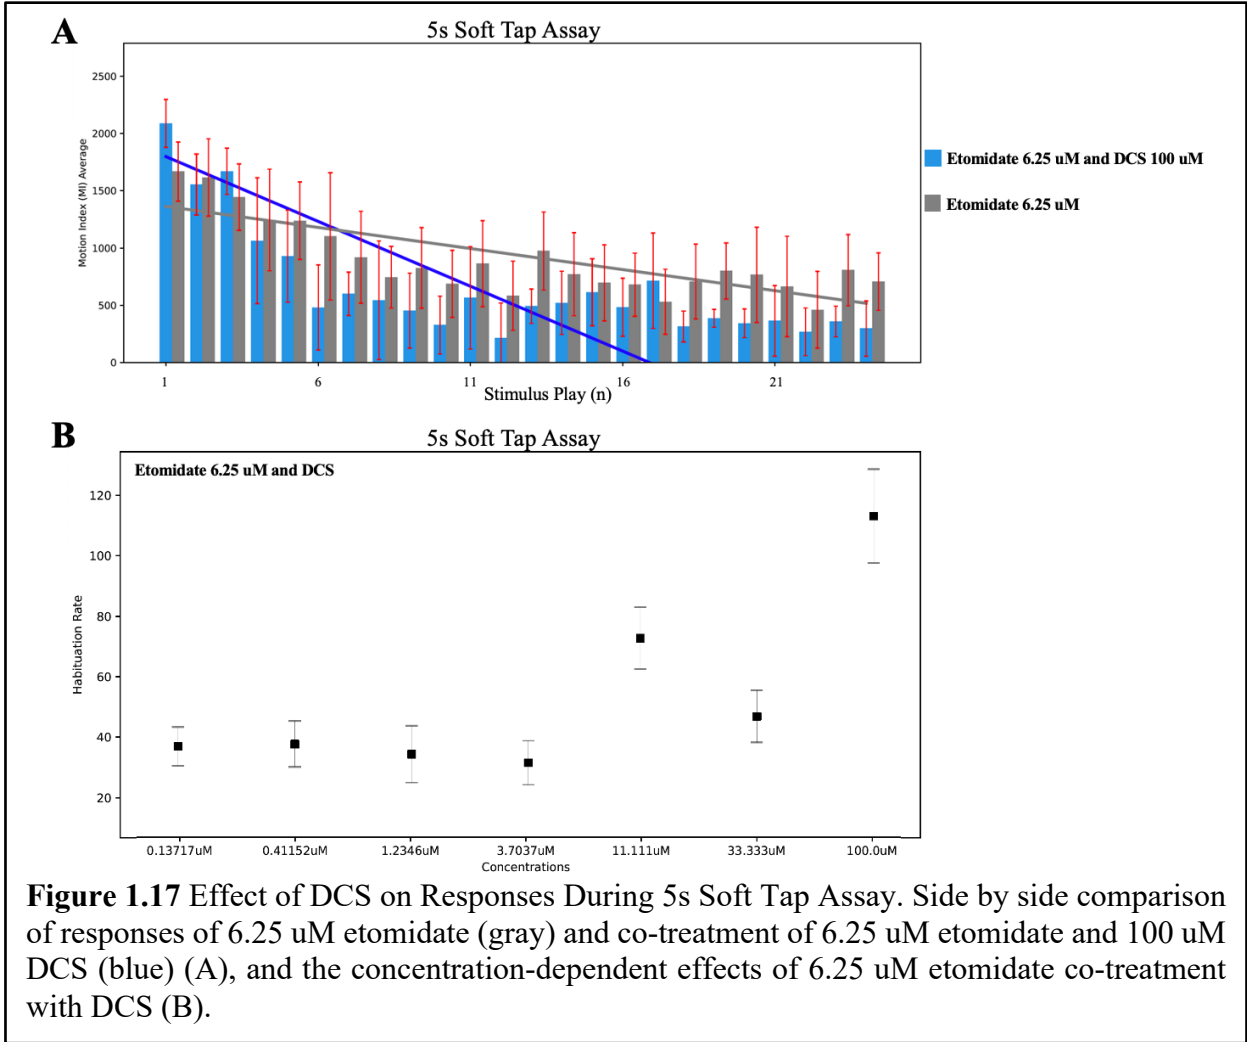 A
5s Soft Tap Assay
2500
2000
1500
1000
500
0
Motion Index (MI) Average
1 6 11 16 21
Stimulus Play (n)
Etomidate 6.25 uM and DCS 100 uM
Etomidate 6.25 uM
B
5s Soft Tap Assay
Etomidate 6.25 uM and DCS
120
100
80
60
40
20
Habituation Rate
0.13717uM 0.41152uM 1.2346uM 3.7037uM 11.111uM 33.333uM 100.0uM
Concentrations
Figure 1.17 Effect of DCS on Responses During 5s Soft Tap Assay. Side by side comparison
of responses of 6.25 uM etomidate (gray) and co-treatment of 6.25 uM etomidate and 100 uM
DCS (blue) (A), and the concentration-dependent effects of 6.25 uM etomidate co-treatment
with DCS (B).